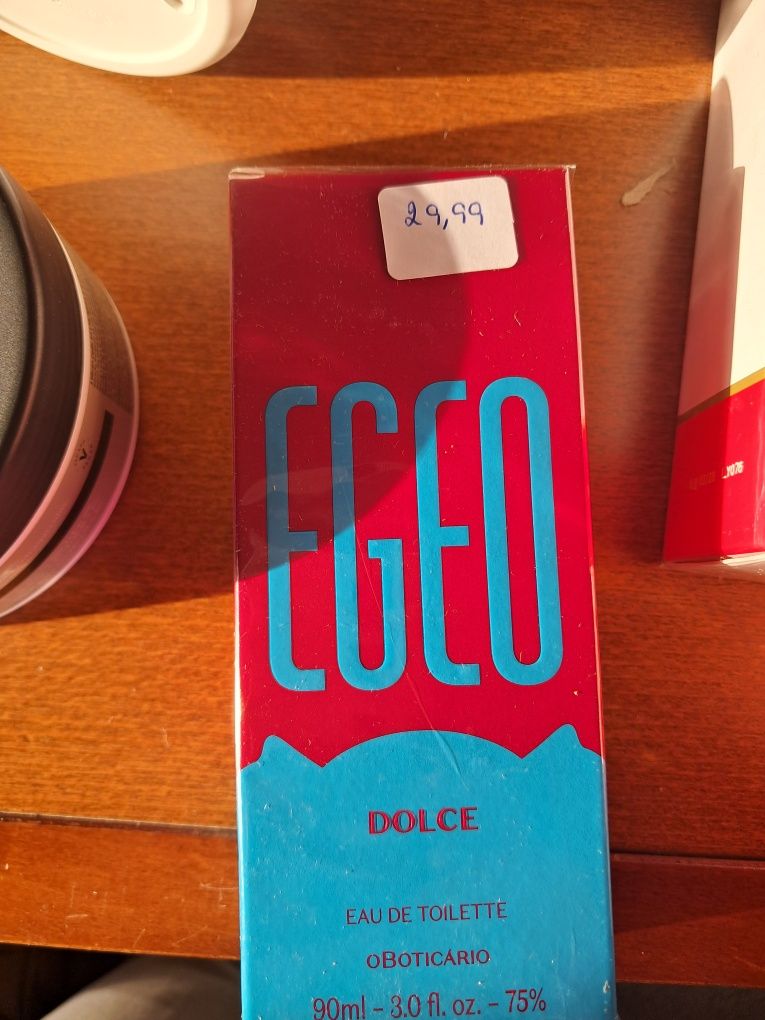 29,99
EGEO
DOLCE
EAU DE TOILETTE
oBOTICÁRIO
90ml - 3.0 fl. oz. - 75%